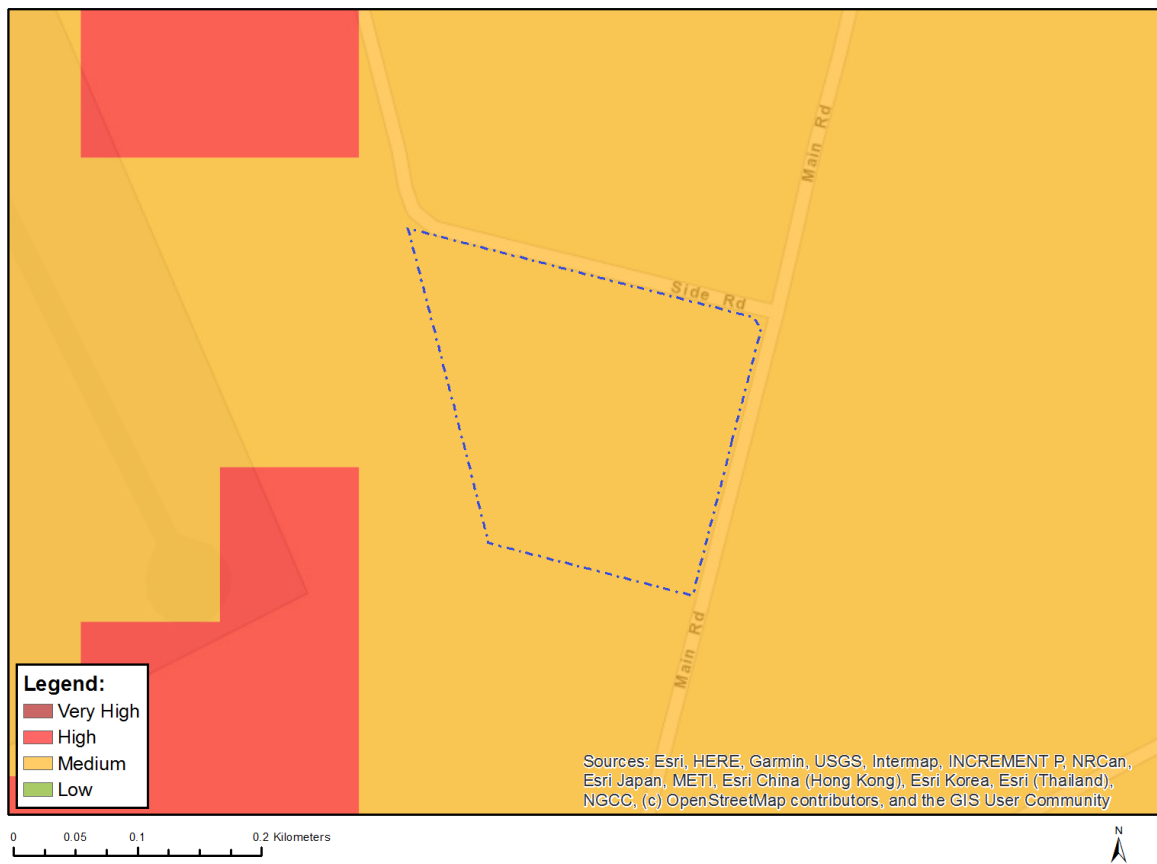 Main Rd
Side Rd
Main Rd
Legend:
Very High
High
Medium
Low
Sources: Esri, HERE, Garmin, USGS, Intermap, INCREMENT P, NRCan,
Esri Japan, METI, Esri China (Hong Kong), Esri Korea, Esri (Thailand),
NGCC, (c) OpenStreetMap contributors, and the GIS User Community
0 0.05 0.1 0.2 Kilometers
N